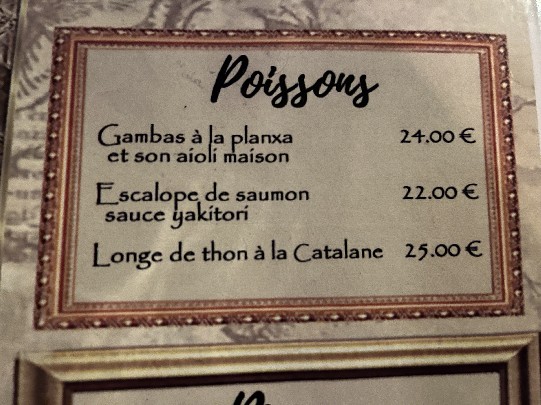 Poissons
Gambas à la planxa 24.00 €
et son aïoli maison
Escalope de saumon 22.00 €
sauce yakitori
Longe de thon à la Catalane 25.00 €